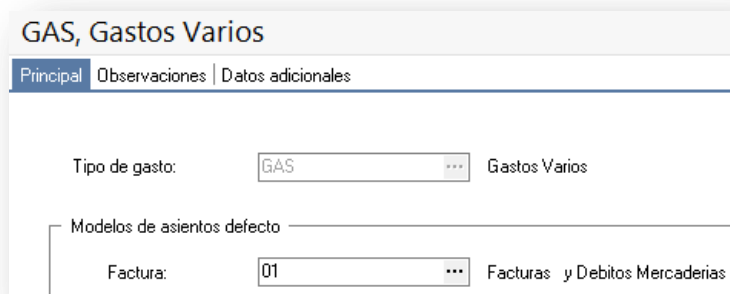 GAS, Gastos Varios
Principal Observaciones Datos adicionales
Tipo de gasto: GAS ... Gastos Varios
Modelos de asientos defecto
Factura: 01 ... Facturas y Debitos Mercaderias